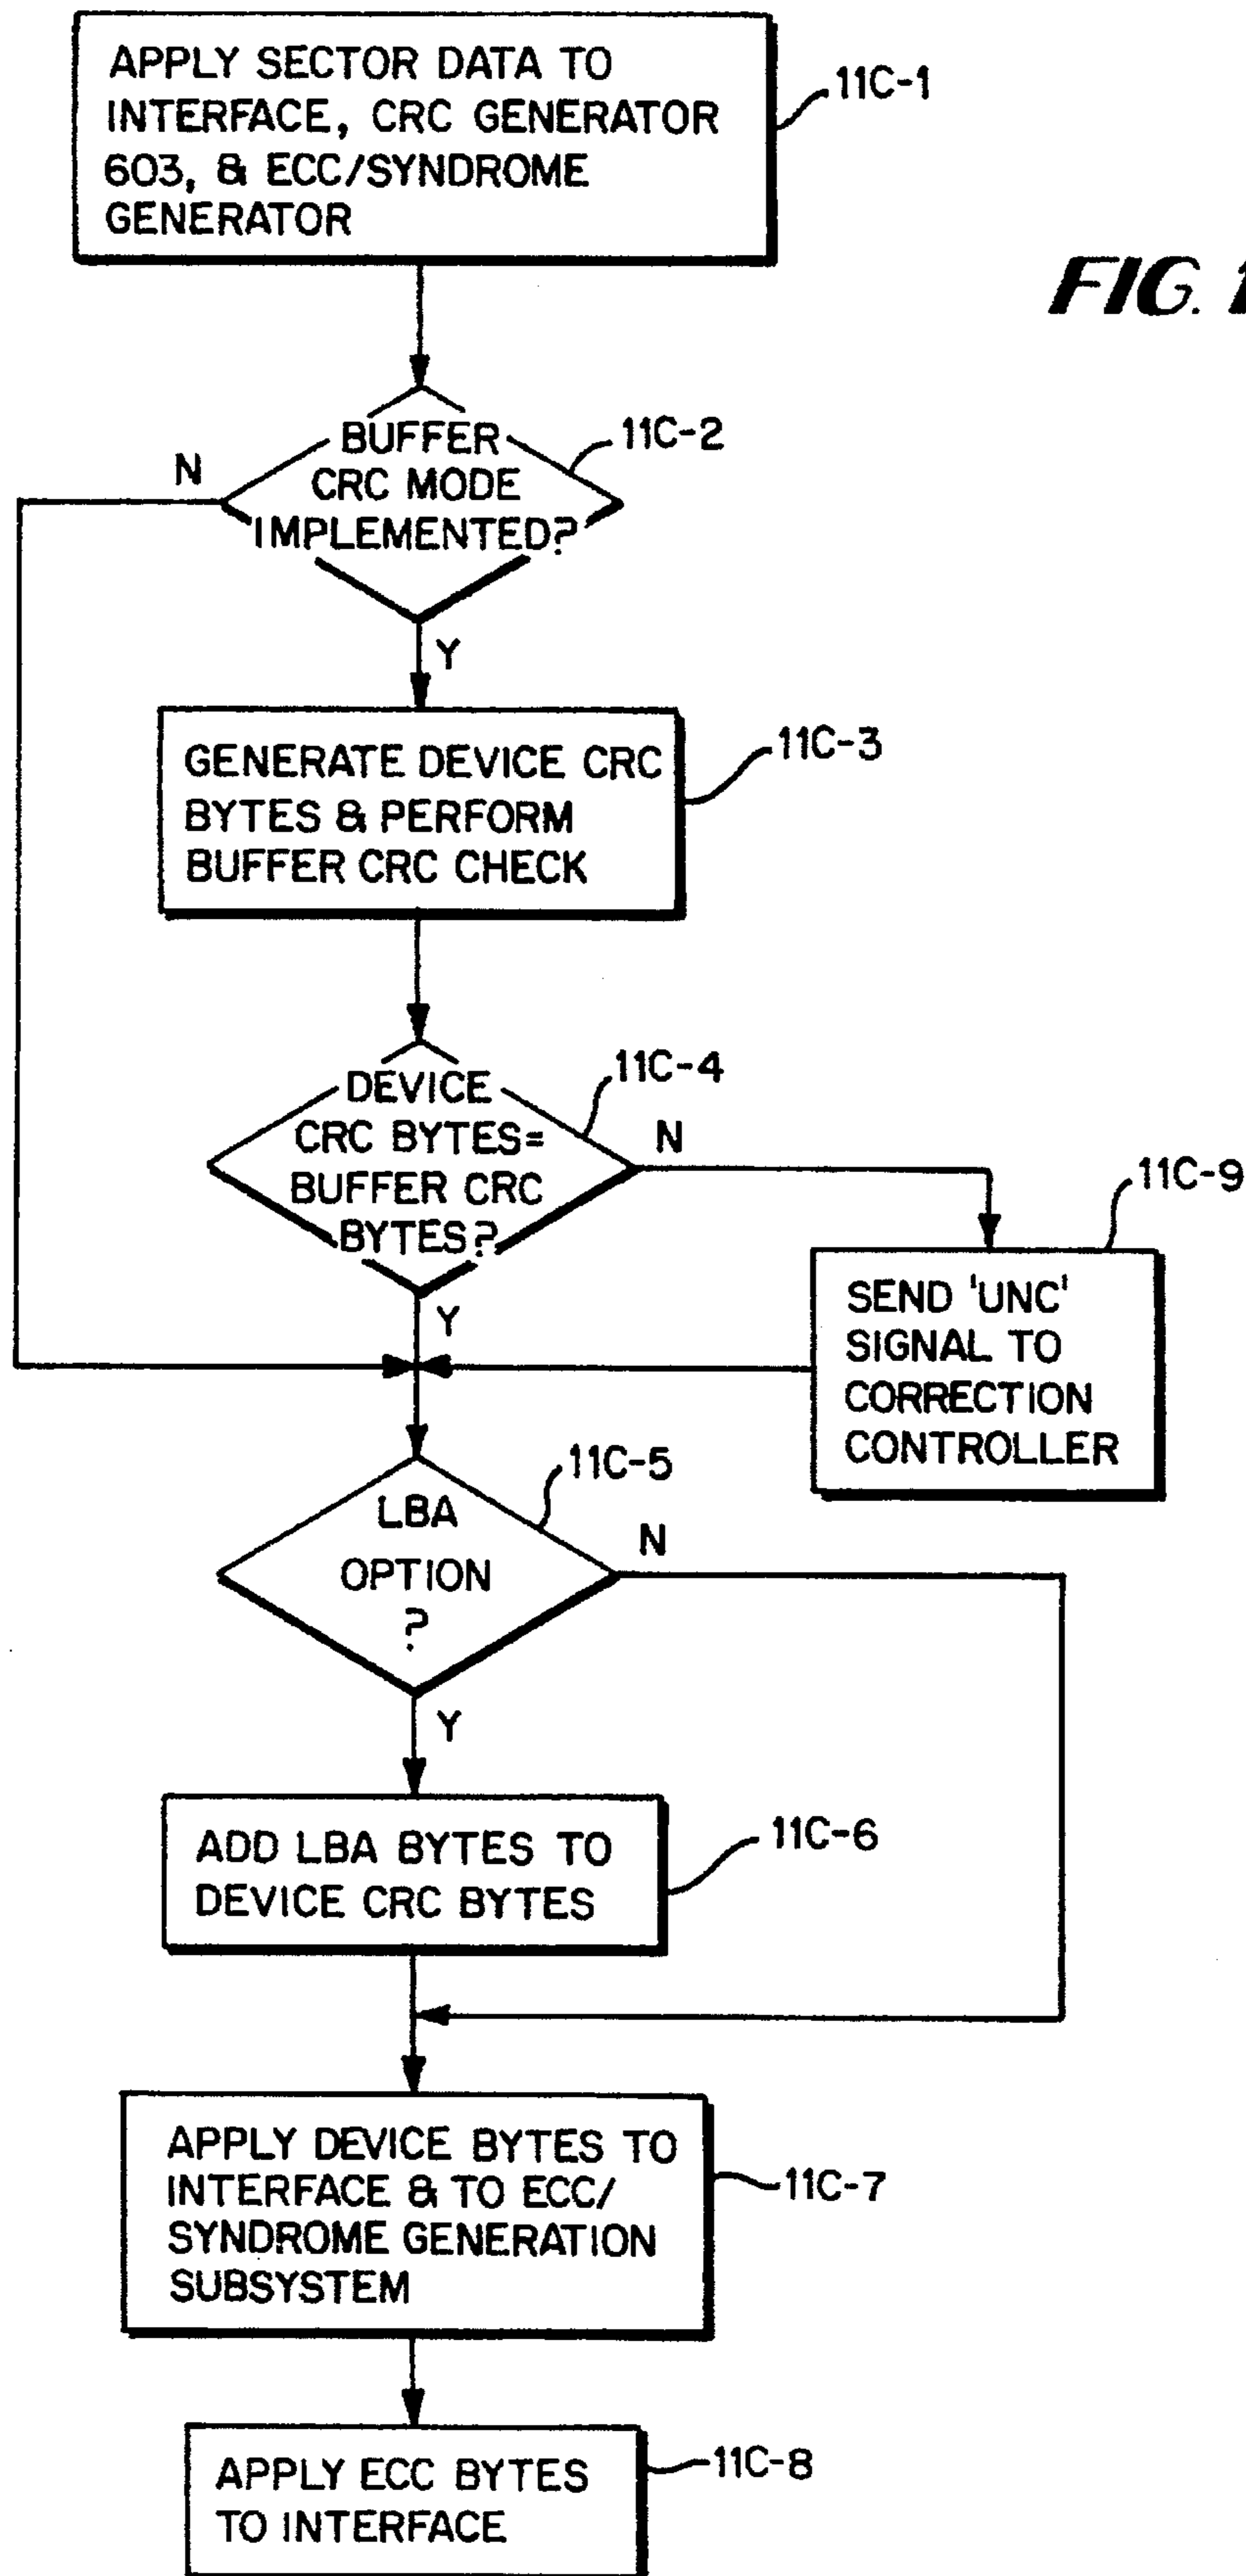 APPLY SECTOR DATA TO
INTERFACE, CRC GENERATOR
603, & ECC/SYNDROME
GENERATOR
11C-1
FIG. 1
BUFFER
CRC MODE
IMPLEMENTED?
11C-2
N
Y
GENERATE DEVICE CRC
BYTES & PERFORM
BUFFER CRC CHECK
11C-3
DEVICE
CRC BYTES=
BUFFER CRC
BYTES?
11C-4
N
Y
11C-9
SEND 'UNC'
SIGNAL TO
CORRECTION
CONTROLLER
LBA
OPTION
?
11C-5
N
Y
ADD LBA BYTES TO
DEVICE CRC BYTES
11C-6
APPLY DEVICE BYTES TO
INTERFACE & TO ECC/
SYNDROME GENERATION
SUBSYSTEM
11C-7
APPLY ECC BYTES
TO INTERFACE
11C-8